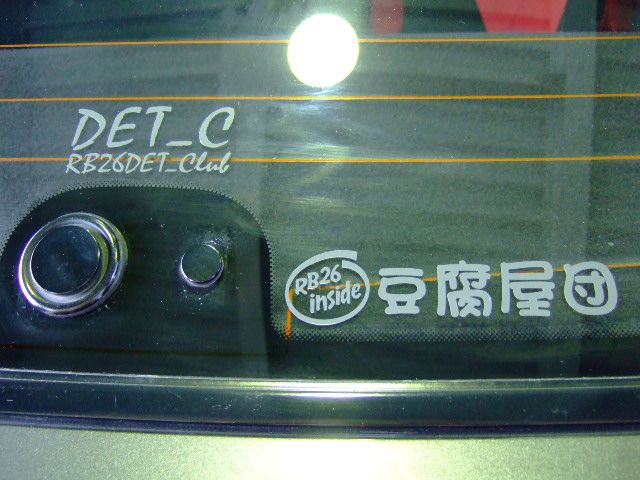 DET_C
RB26DET_Club
RB26
inside
豆腐屋団